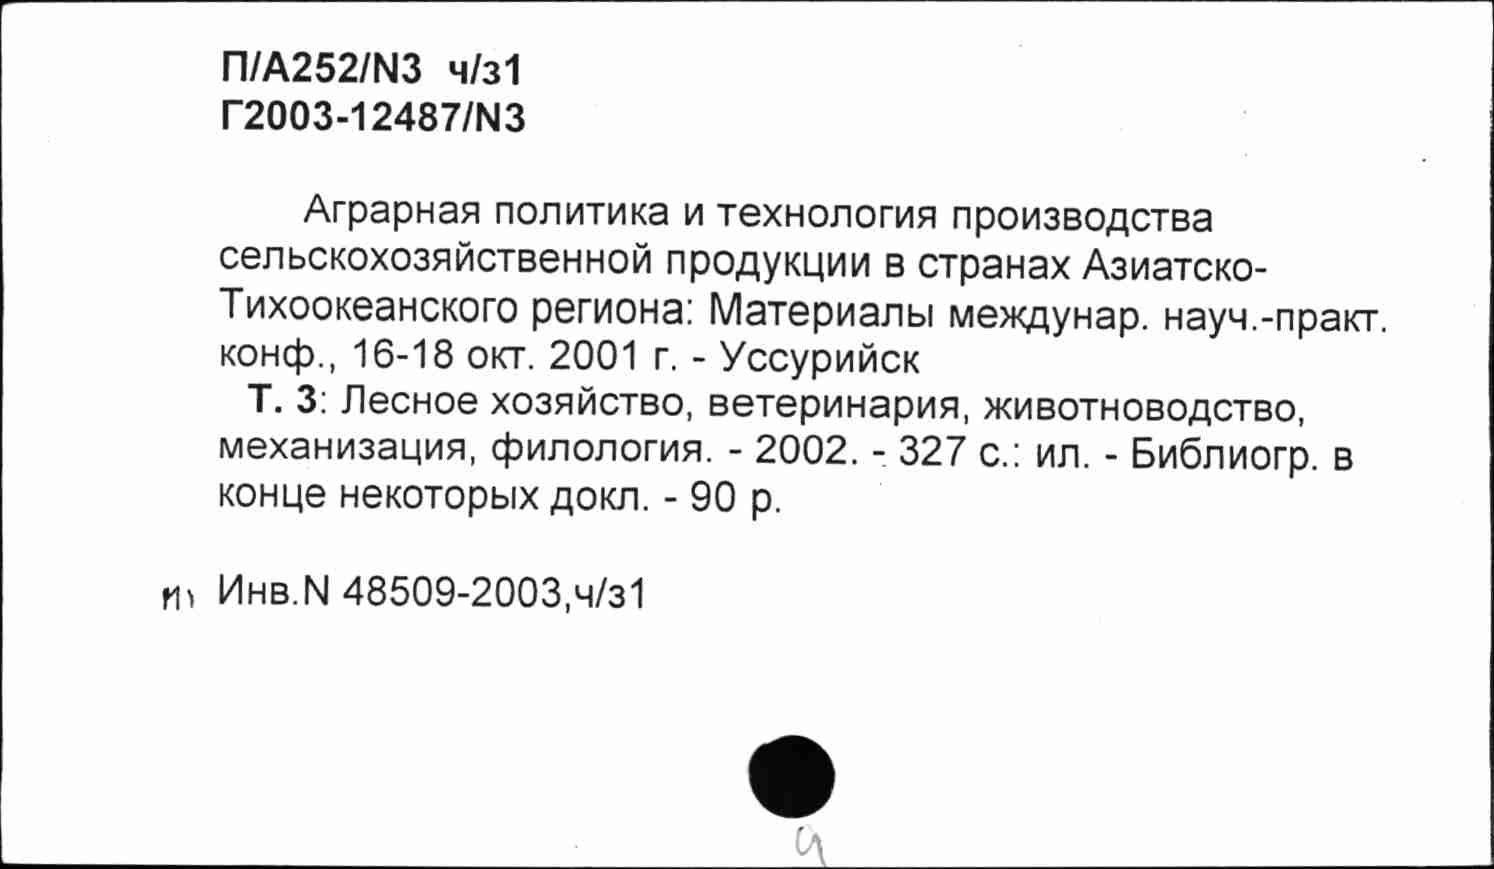 П/А252/N3 ч/з1
Г2003-12487/N3
Аграрная политика и технология производства
сельскохозяйственной продукции в странах Азиатско-
Тихоокеанского региона: Материалы междунар. науч.-практ.
конф., 16-18 окт. 2001 г. - Уссурийск
Т. 3: Лесное хозяйство, ветеринария, животноводство,
механизация, филология. - 2002. - 327 с.: ил. - Библиогр. в
конце некоторых докл. - 90 р.
Инв.N 48509-2003,ч/з1